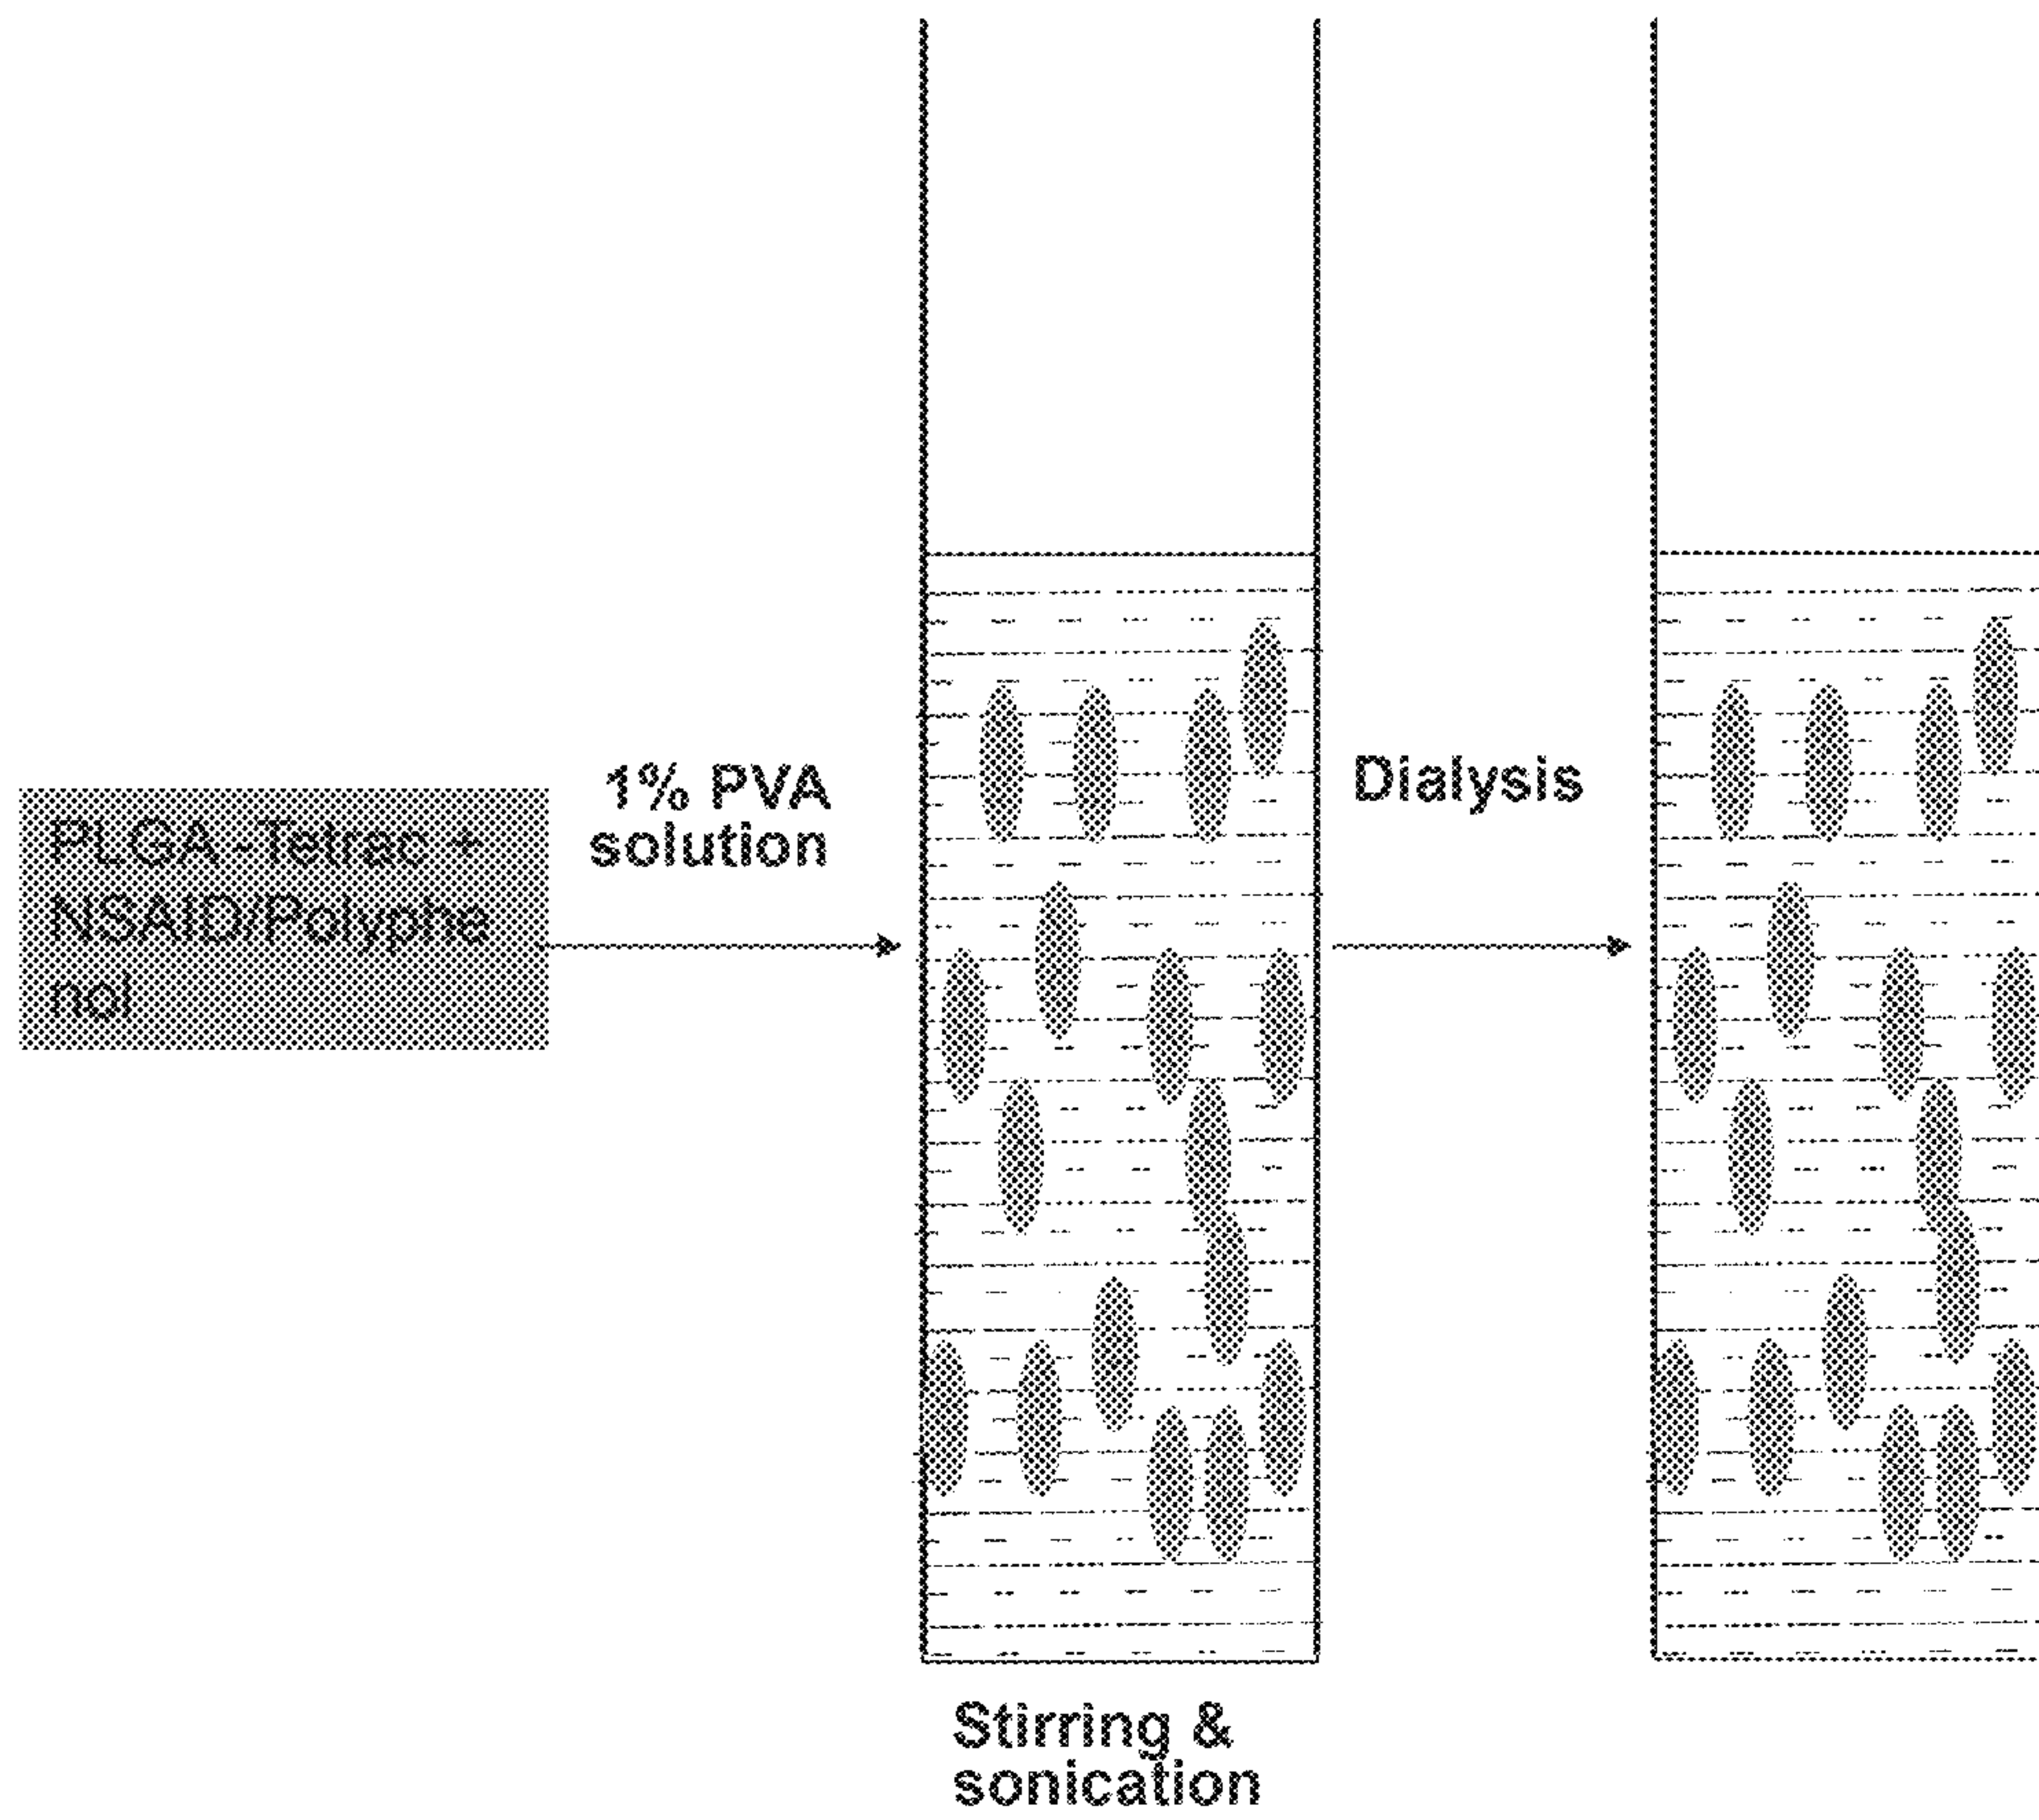 PLGA -Tetrac +
NSAID/Polyphe
nol
1% PVA
solution
Dialysis
Stirring &
sonication